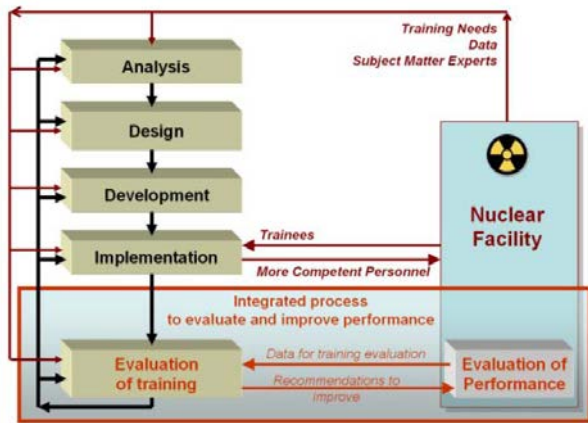 Training Needs
Data
Subject Matter Experts
Analysis
Design
Development
Implementation
Trainees
More Competent Personnel
Nuclear
Facility
Integrated process
to evaluate and improve performance
Evaluation
of training
Data for training evaluation
Recommendations to
improve
Evaluation of
Performance